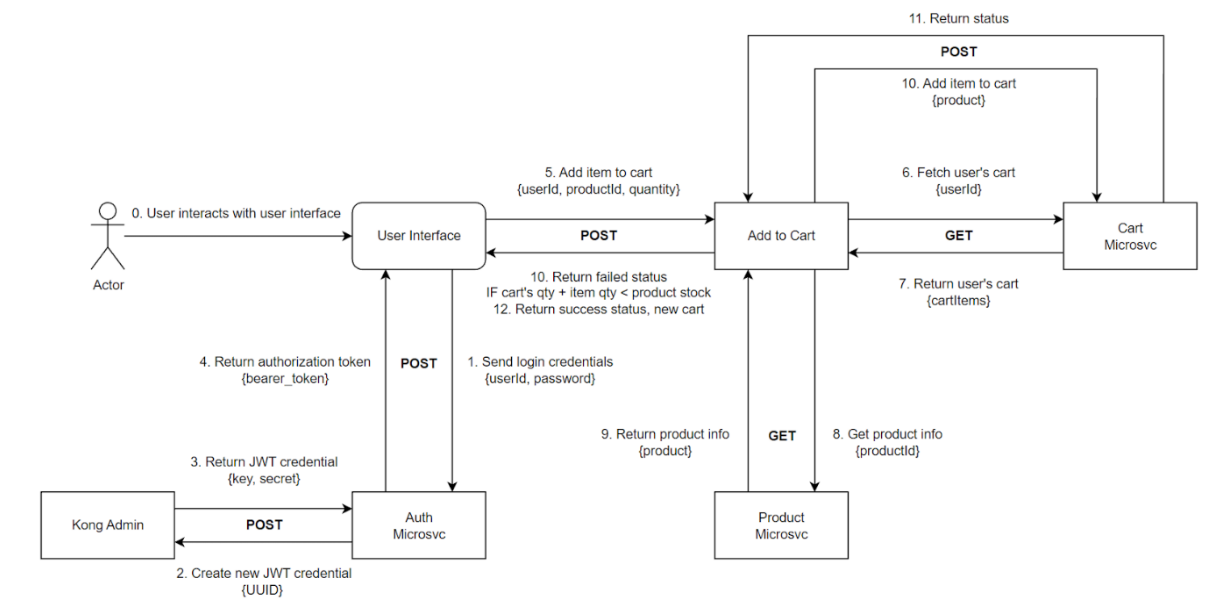 11. Return status
POST
10. Add item to cart
{product}
5. Add item to cart
{userId, productId, quantity}
6. Fetch user's cart
{userId}
0. User interacts with user interface
User Interface
POST
Add to Cart
GET
Cart
Microsvc
Actor
10. Return failed status
IF cart's qty + item qty < product stock
12. Return success status, new cart
7. Return user's cart
{cartItems}
4. Return authorization token
{bearer_token}
POST
1. Send login credentials
{userId, password}
9. Return product info
{product}
GET
8. Get product info
{productId}
3. Return JWT credential
{key, secret}
Kong Admin
POST
Auth
Microsvc
Product
Microsvc
2. Create new JWT credential
{UUID}